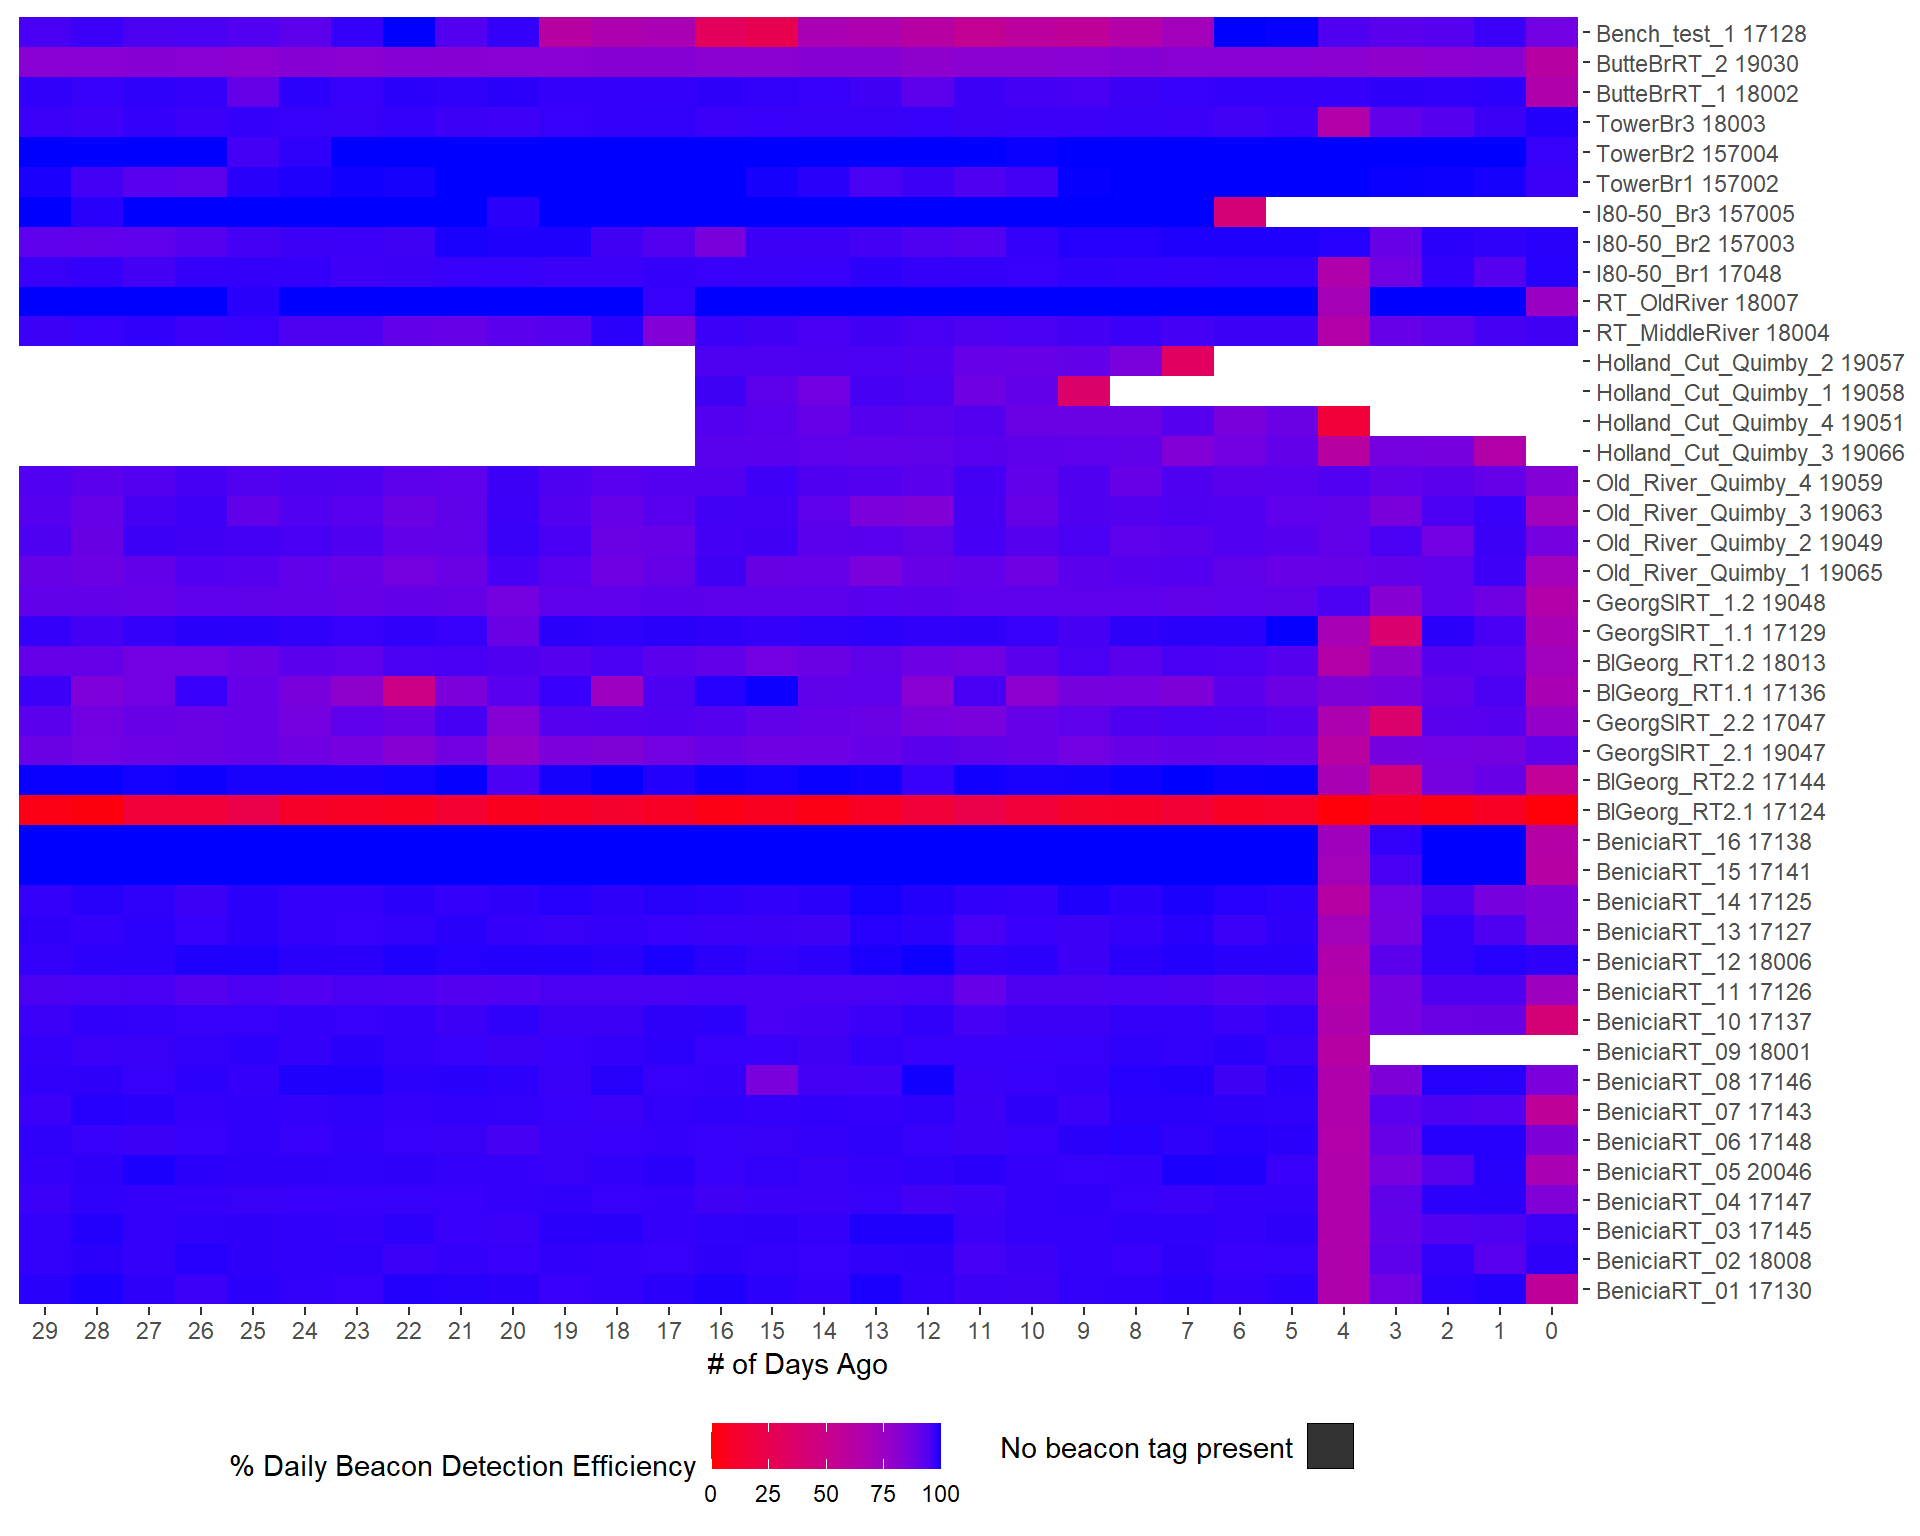 Bench_test_1 17128
ButteBrRT_2 19030
ButteBrRT_1 18002
TowerBr3 18003
TowerBr2 157004
TowerBr1 157002
I80-50_Br3 157005
I80-50_Br2 157003
I80-50_Br1 17048
RT_OldRiver 18007
RT_MiddleRiver 18004
Holland_Cut_Quimby_2 19057
Holland_Cut_Quimby_1 19058
Holland_Cut_Quimby_4 19051
Holland_Cut_Quimby_3 19066
Old_River_Quimby_4 19059
Old_River_Quimby_3 19063
Old_River_Quimby_2 19049
Old_River_Quimby_1 19065
GeorgSlRT_1.2 19048
GeorgSlRT_1.1 17129
BlGeorg_RT1.2 18013
BlGeorg_RT1.1 17136
GeorgSlRT_2.2 17047
GeorgSlRT_2.1 19047
BlGeorg_RT2.2 17144
BlGeorg_RT2.1 17124
BeniciaRT_16 17138
BeniciaRT_15 17141
BeniciaRT_14 17125
BeniciaRT_13 17127
BeniciaRT_12 18006
BeniciaRT_11 17126
BeniciaRT_10 17137
BeniciaRT_09 18001
BeniciaRT_08 17146
BeniciaRT_07 17143
BeniciaRT_06 17148
BeniciaRT_05 20046
BeniciaRT_04 17147
BeniciaRT_03 17145
BeniciaRT_02 18008
BeniciaRT_01 17130
29 28 27 26 25 24 23 22 21 20 19 18 17 16 15 14 13 12 11 10 9 8 7 6 5 4 3 2 1 0
# of Days Ago
% Daily Beacon Detection Efficiency
0 25 50 75 100
No beacon tag present